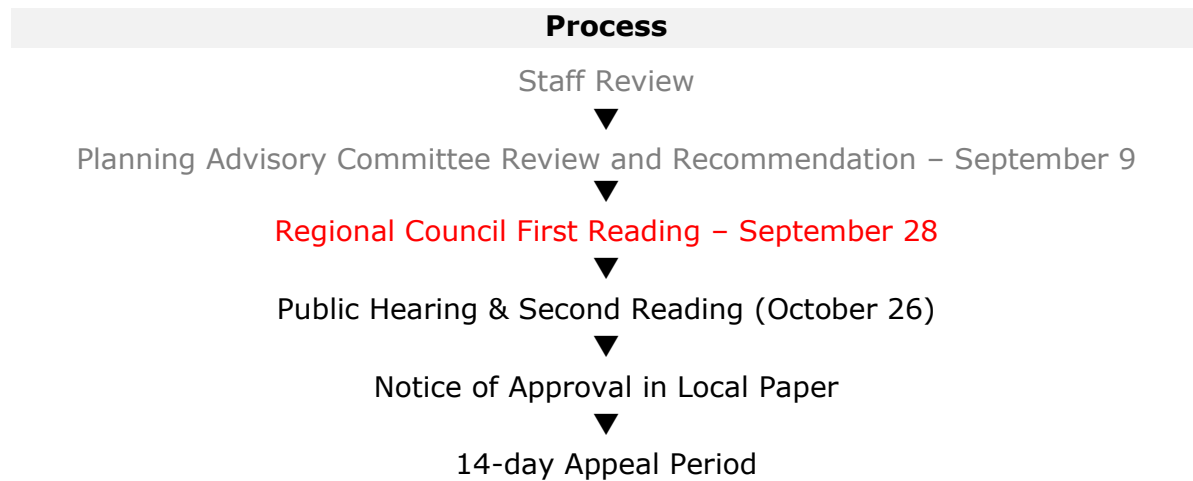 Process
Staff Review
Planning Advisory Committee Review and Recommendation – September 9
Regional Council First Reading – September 28
Public Hearing & Second Reading (October 26)
Notice of Approval in Local Paper
14-day Appeal Period